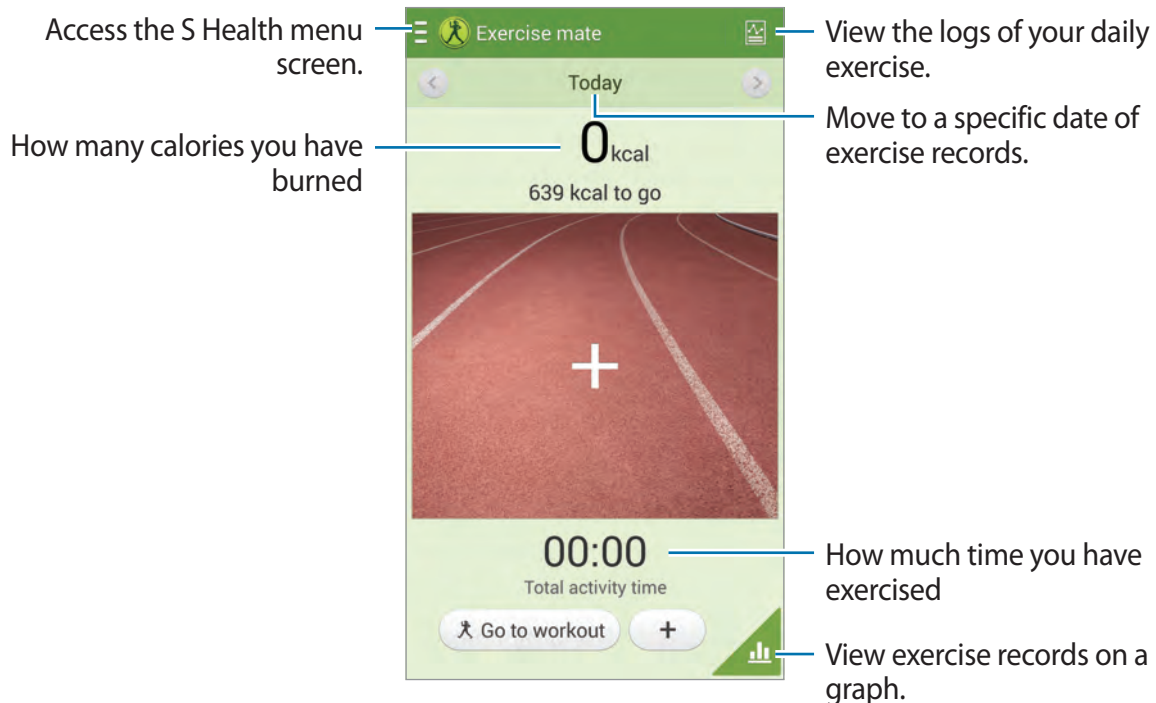 Access the S Health menu
screen.
How many calories you have
burned
Exercise mate
Today
0 kcal
639 kcal to go
00:00
Total activity time
Go to workout
+
View the logs of your daily
exercise.
Move to a specific date of
exercise records.
How much time you have
exercised
View exercise records on a
graph.